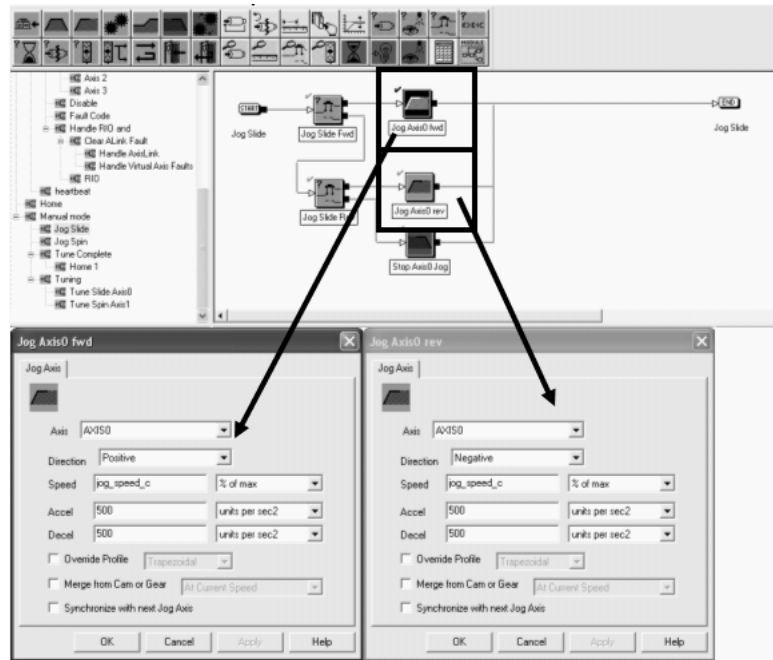 Axis 2
Axis 3
Disable
Fault Code
Handle RIO and
Clear ALink Fault
Handle AxisLink
Handle Virtual Axis Faults
RIO
heartbeat
Home
Manual mode
Jog Slide
Jog Spin
Tune Complete
Home 1
Tuning
Tune Slide Axis0
Tune Spin Axis1
START
Jog Slide
Jog Slide Fwd
Jog Axis0 fwd
END
Jog Slide
Jog Slide
Jog Axis0 rev
Stop Axis0 Jog
Jog Axis0 fwd
Jog Axis
Axis AXIS0
Direction Positive
Speed jog_speed_c % of max
Accel 500 units per sec2
Decel 500 units per sec2
Override Profile Trapezoidal
Merge from Cam or Gear At Current Speed
Synchronize with next Jog Axis
OK Cancel Apply Help
Jog Axis0 rev
Jog Axis
Axis AXIS0
Direction Negative
Speed jog_speed_c % of max
Accel 500 units per sec2
Decel 500 units per sec2
Override Profile Trapezoidal
Merge from Cam or Gear At Current Speed
Synchronize with next Jog Axis
OK Cancel Apply Help